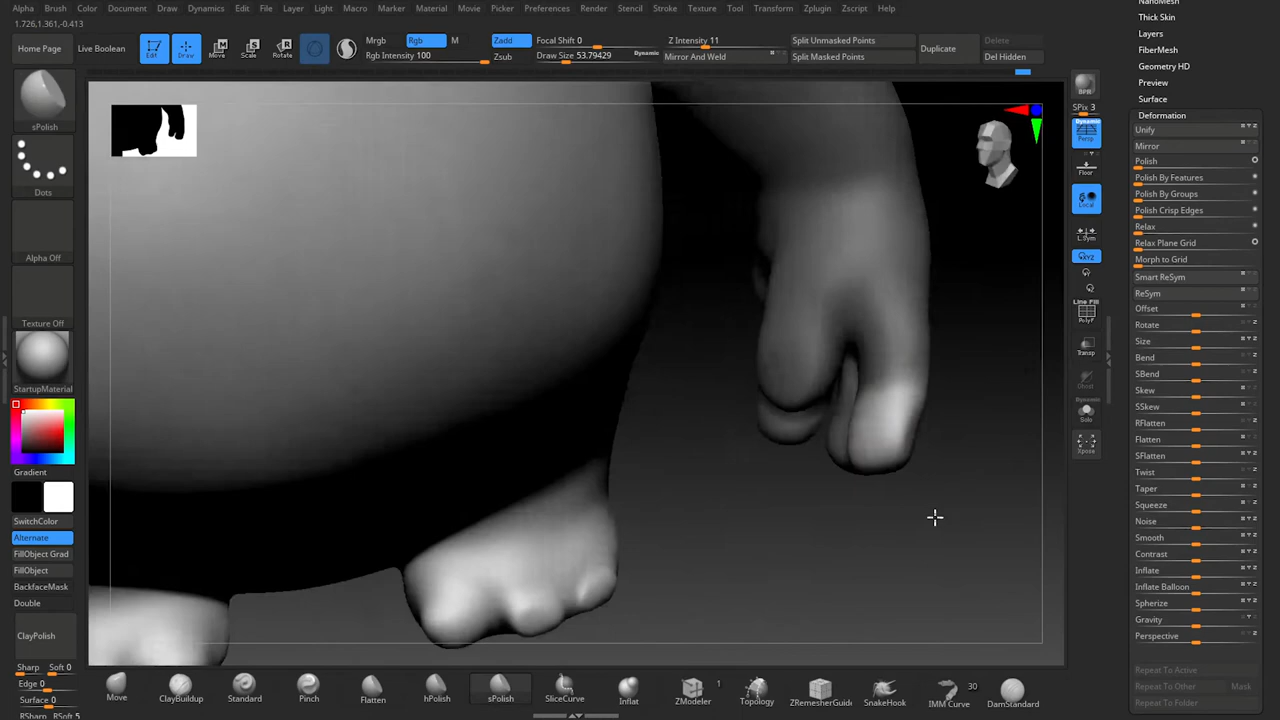 Alpha Brush Color Document Draw Dynamics Edit File Layer Light Macro Marker Material Movie Picker Preferences Render Stencil Stroke Texture Transform Zplugin Zscript Help
1.726,1.361,-0.413
Home Page Live Boolean Edit Draw Move Scale Rotate
Mrgb Rgb M
Rgb Intensity 100
Zadd
Zsub
Focal Shift 0
Draw Size 53.79429 Dynamic
Z Intensity 11
Mirror And Weld
Split Unmasked Points
Split Masked Points
Duplicate
Delete
Del Hidden
sPolish
Dots
Alpha Off
Texture Off
StartupMaterial
Gradient
SwitchColor
Alternate
FillObject Grad
FillObject
BackfaceMask
Double
ClayPolish
Sharp Soft 0
Edge 0
Surface 0
RSharp RSoft 5
BPR
SPix 3
Dynamic
Persp
Floor
Local
L.Sym
XYZ
Line Fill
PolyF
Transp
Ghost
Dynamic
Solo
Xpose
NanoMesh
Thick Skin
Layers
FiberMesh
Geometry HD
Preview
Surface
Deformation
Unify
Mirror
Polish
Polish By Features
Polish By Groups
Polish Crisp Edges
Relax
Relax Plane Grid
Morph to Grid
Smart ReSym
ReSym
Offset
Rotate
Size
Bend
SBend
Skew
SSkew
RFlatten
Flatten
SFlatten
Twist
Taper
Squeeze
Noise
Smooth
Contrast
Inflate
Inflate Balloon
Spherize
Gravity
Perspective
Repeat To Active
Repeat To Other Mask
Repeat To Folder
Move ClayBuildup Standard Pinch Flatten hPolish sPolish SliceCurve Inflat ZModeler 1 Topology ZRemesherGuide SnakeHook IMM Curve 30 DamStandard